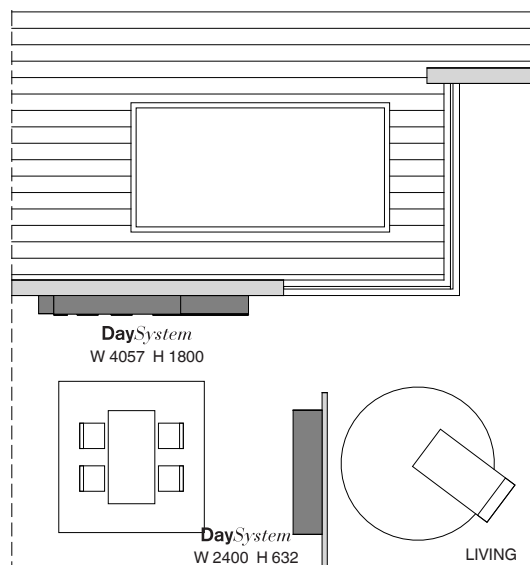 DaySystem
W 4057 H 1800
DaySystem
W 2400 H 632
LIVING